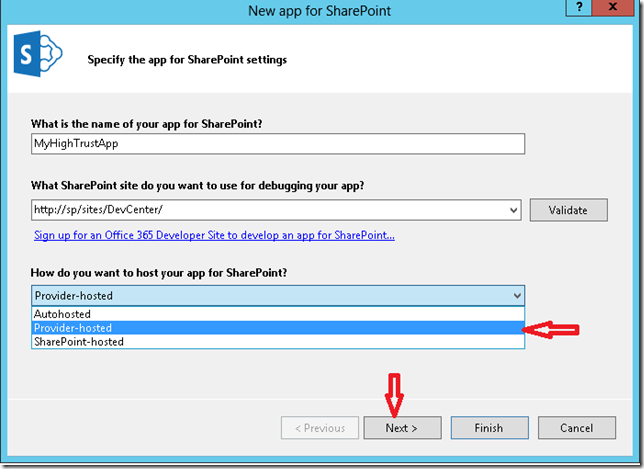 New app for SharePoint
?
x
S
Specify the app for SharePoint settings
What is the name of your app for SharePoint?
MyHighTrustApp
What SharePoint site do you want to use for debugging your app?
http://sp/sites/DevCenter/
Validate
Sign up for an Office 365 Developer Site to develop an app for SharePoint...
How do you want to host your app for SharePoint?
Provider-hosted
Autohosted
Provider-hosted
SharePoint-hosted
< Previous
Next >
Finish
Cancel